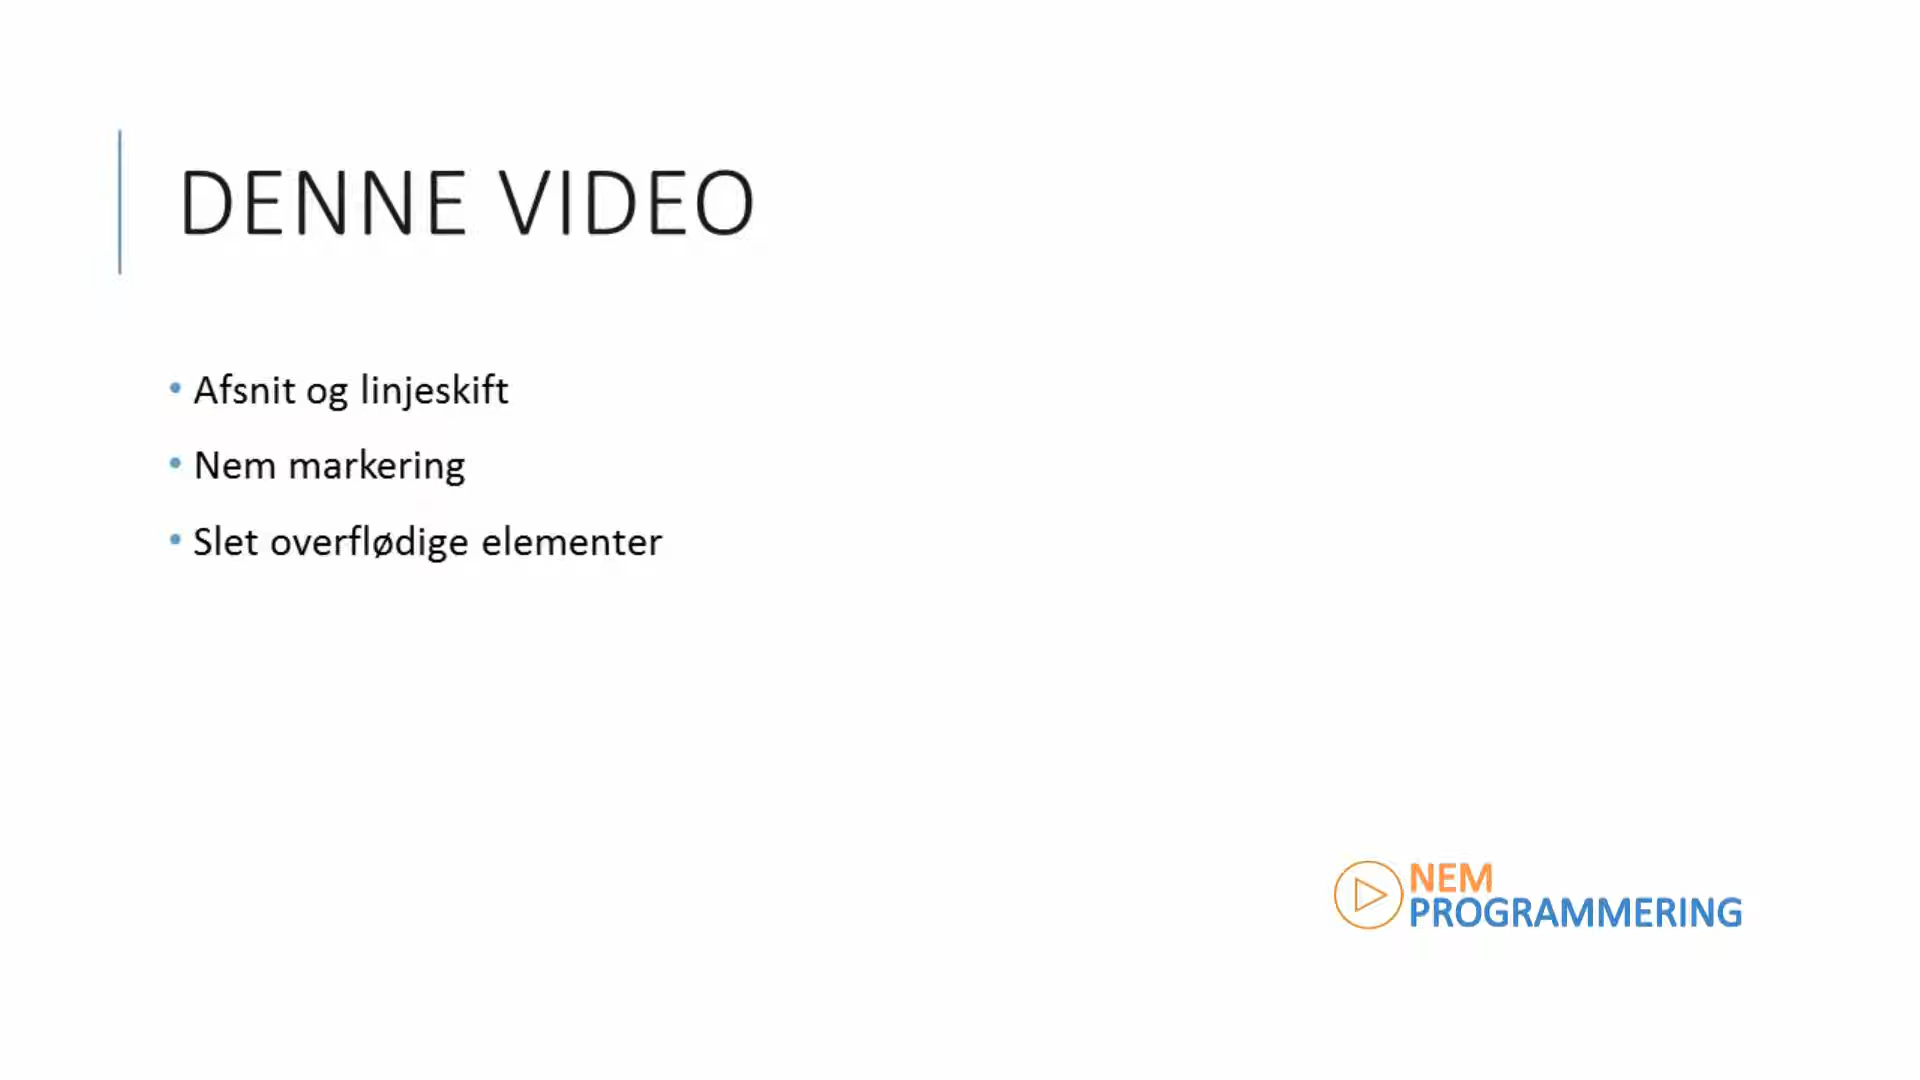 DENNE VIDEO
• Afsnit og linjeskift
• Nem markering
• Slet overflødige elementer
NEM
PROGRAMMERING